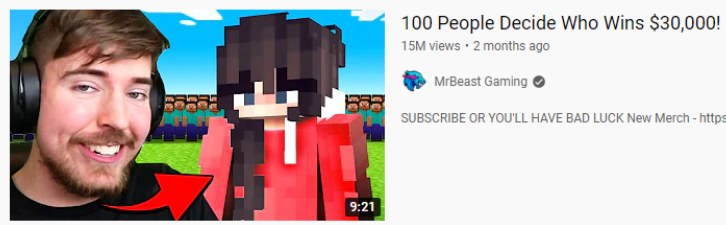 100 People Decide Who Wins $30,000!
15M views • 2 months ago
MrBeast Gaming
SUBSCRIBE OR YOU'LL HAVE BAD LUCK New Merch - https
9:21